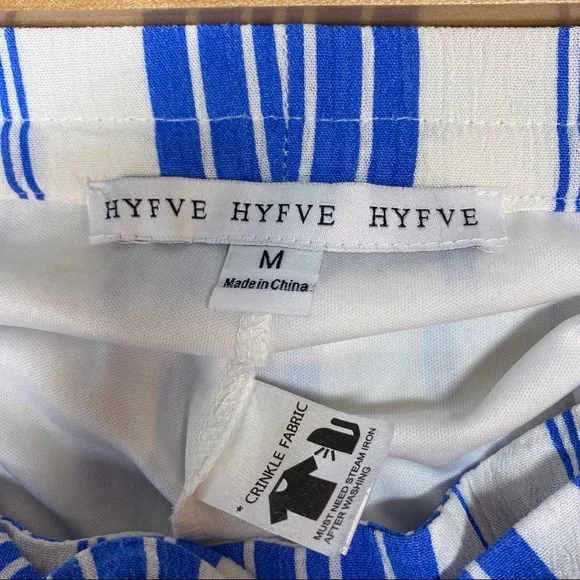 HYFVE HYFVE HYFVE
M
Made in China
* CRINKLE FABRIC
MUST NEED STEAM IRON
AFTER WASHING